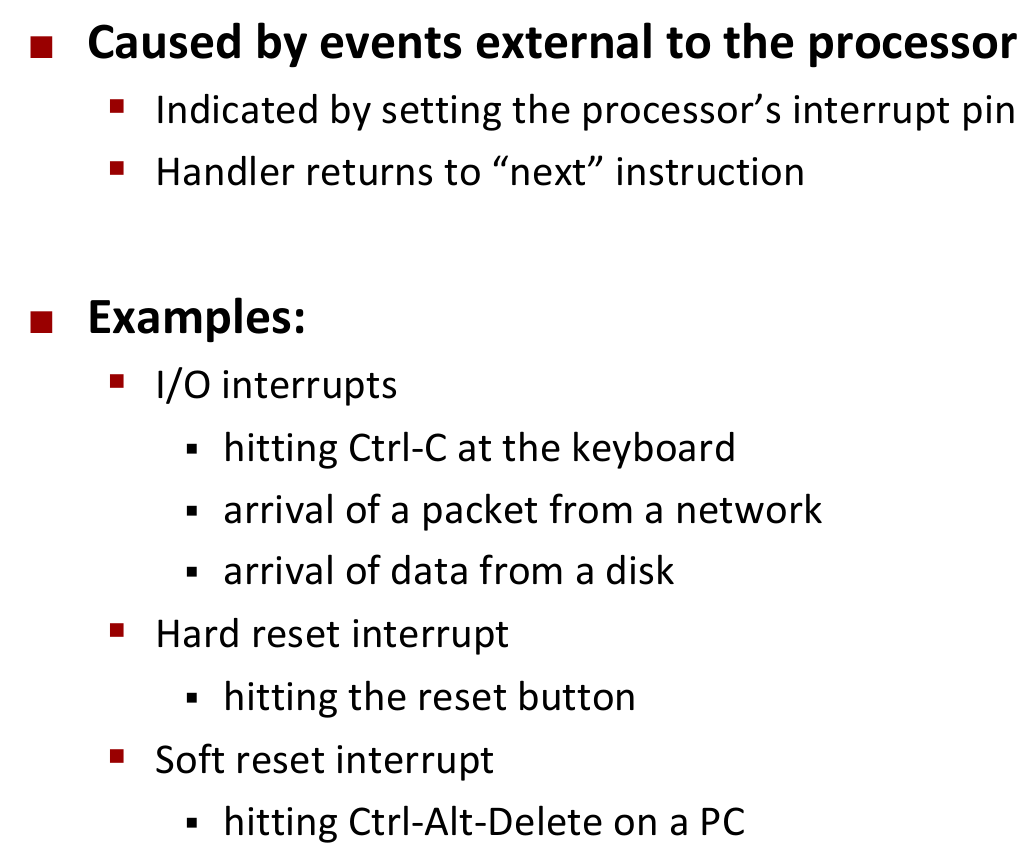 Caused by events external to the processor
Indicated by setting the processor’s interrupt pin
Handler returns to “next” instruction
Examples:
I/O interrupts
hitting Ctrl-C at the keyboard
arrival of a packet from a network
arrival of data from a disk
Hard reset interrupt
hitting the reset button
Soft reset interrupt
hitting Ctrl-Alt-Delete on a PC